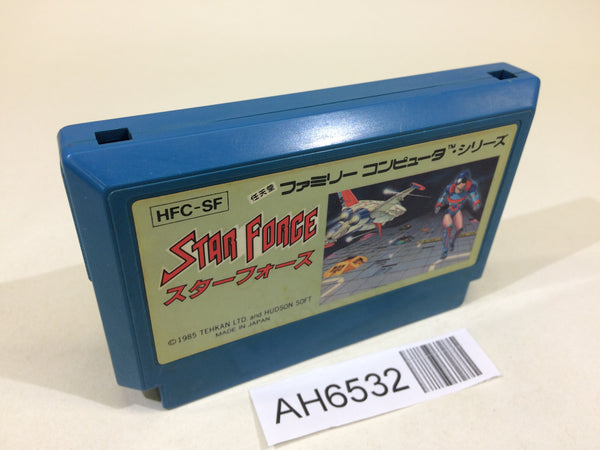 HFC-SF
任天堂 ファミリー コンピュータ™・シリーズ
STAR FORCE
スターフォース
©1985 TEHKAN LTD. and HUDSON SOFT
MADE IN JAPAN
AH6532